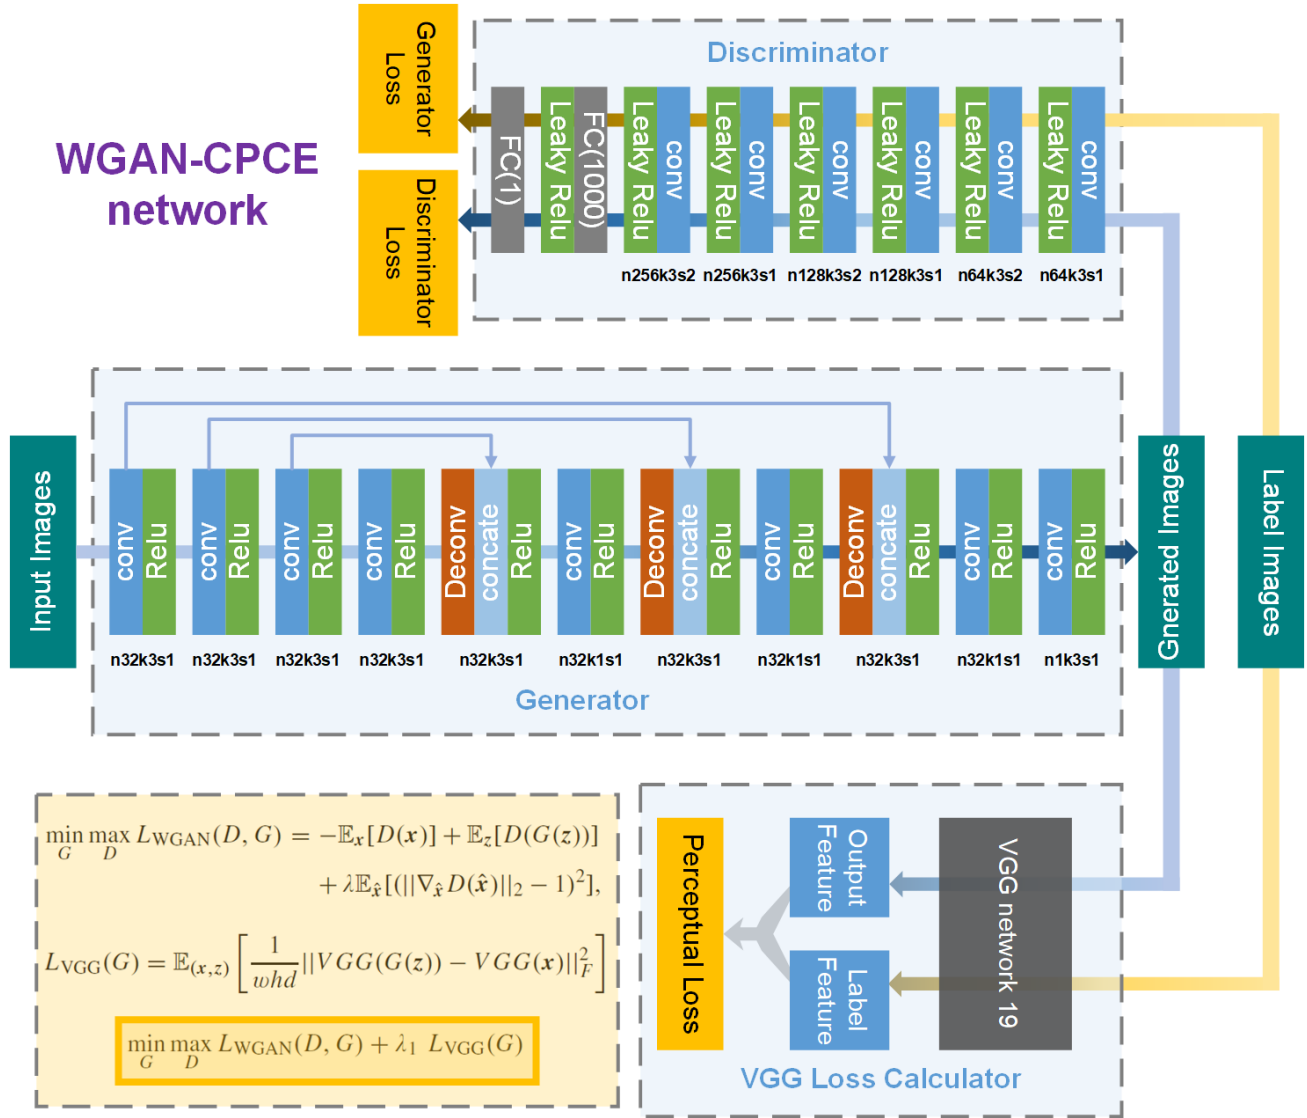 WGAN-CPCE
network
Generator
Loss
Discriminator
Loss
Discriminator
FC(1)
Leaky Relu
FC(1000)
Leaky Relu
conv
Leaky Relu
conv
Leaky Relu
conv
Leaky Relu
conv
Leaky Relu
conv
Leaky Relu
conv
n256k3s2 n256k3s1 n128k3s2 n128k3s1 n64k3s2 n64k3s1
Input Images
conv
Relu
conv
Relu
conv
Relu
conv
Relu
Deconv
concate
Relu
conv
Relu
Deconv
concate
Relu
conv
Relu
Deconv
concate
Relu
conv
Relu
conv
Relu
n32k3s1 n32k3s1 n32k3s1 n32k3s1 n32k3s1 n32k1s1 n32k3s1 n32k1s1 n32k3s1 n32k1s1 n1k3s1
Generator
Gnerated Images
Label Images
min max L_WGAN(D, G) = −𝔼_x[D(x)] + 𝔼_z[D(G(z))]
G D
+ λ𝔼_x̂[(||∇_x̂ D(x̂)||_2 − 1)^2],
L_VGG(G) = 𝔼_(x,z) [ 1/whd ||VGG(G(z)) − VGG(x)||_F^2 ]
min max L_WGAN(D, G) + λ_1 L_VGG(G)
G D
Perceptual Loss
Output
Feature
Label
Feature
VGG network 19
VGG Loss Calculator